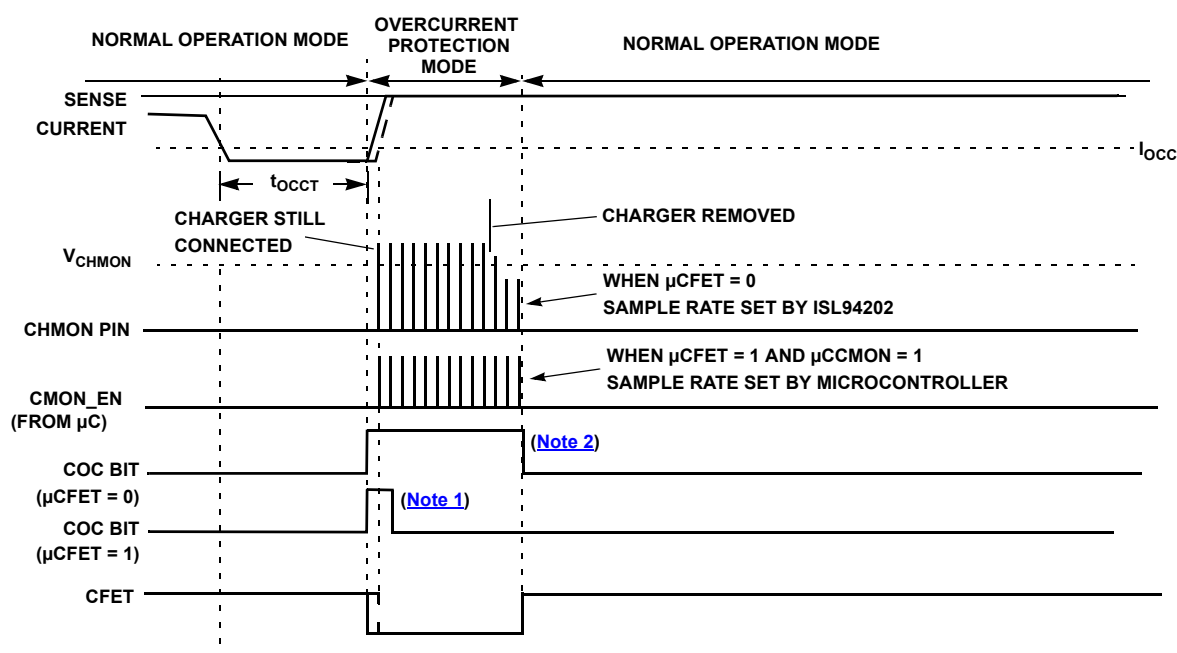 NORMAL OPERATION MODE
OVERCURRENT
PROTECTION
MODE
NORMAL OPERATION MODE
SENSE
CURRENT
IOCC
tOCCT
CHARGER STILL
CONNECTED
CHARGER REMOVED
VCHMON
WHEN µCFET = 0
SAMPLE RATE SET BY ISL94202
CHMON PIN
WHEN µCFET = 1 AND µCCMON = 1
SAMPLE RATE SET BY MICROCONTROLLER
CMON_EN
(FROM µC)
(Note 2)
COC BIT
(µCFET = 0)
(Note 1)
COC BIT
(µCFET = 1)
CFET